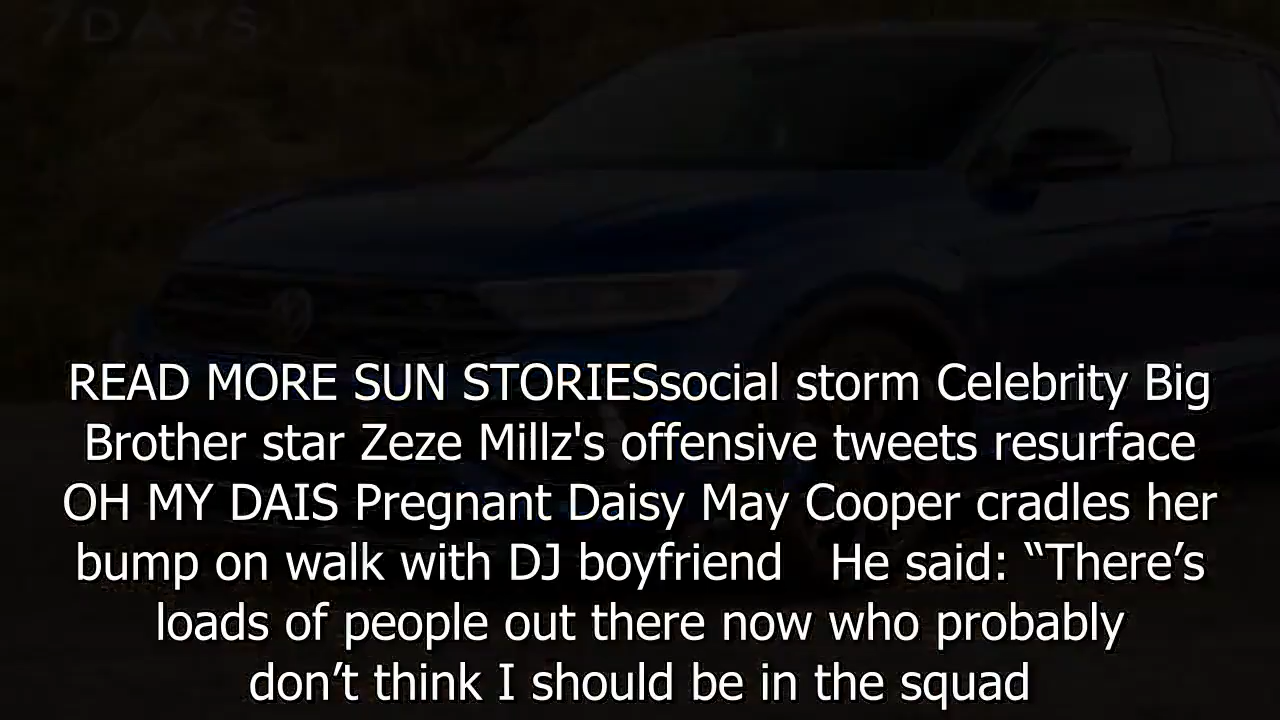 7DAYS
READ MORE SUN STORIESsocial storm Celebrity Big
Brother star Zeze Millz's offensive tweets resurface
OH MY DAIS Pregnant Daisy May Cooper cradles her
bump on walk with DJ boyfriend   He said: “There’s
loads of people out there now who probably
don’t think I should be in the squad